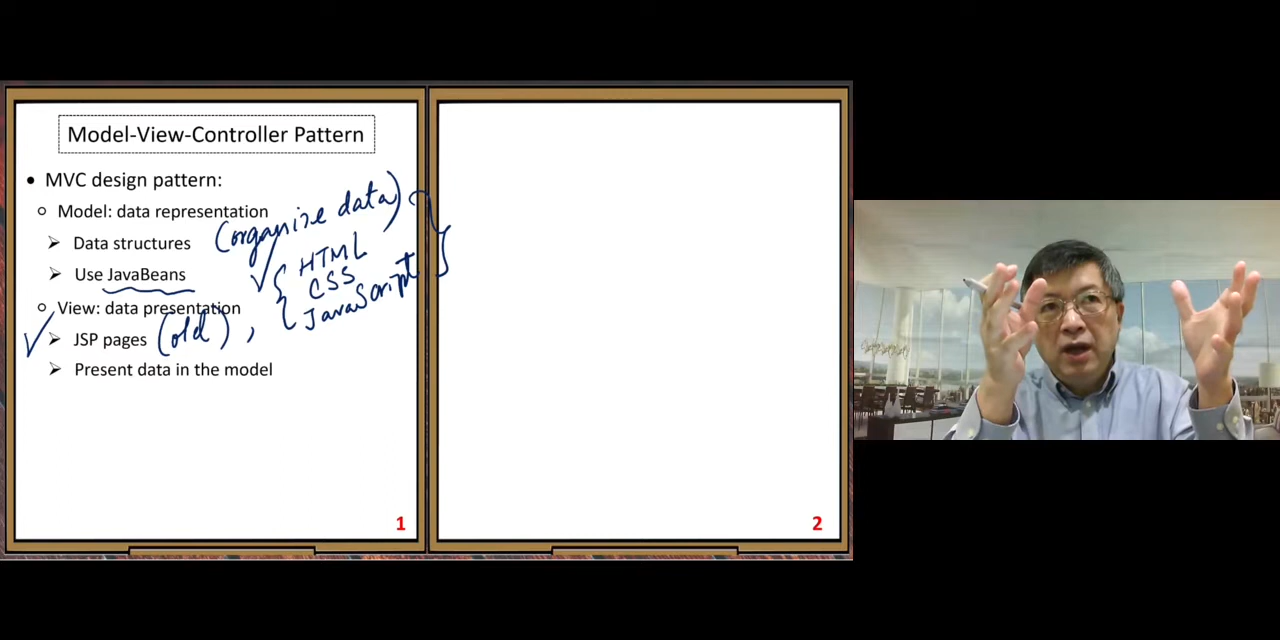 Model-View-Controller Pattern
• MVC design pattern:
○ Model: data representation
(organize data)
➢ Data structures
➢ Use JavaBeans
HTML
CSS
JavaScript
○ View: data presentation
➢ JSP pages (old),
➢ Present data in the model
1
2